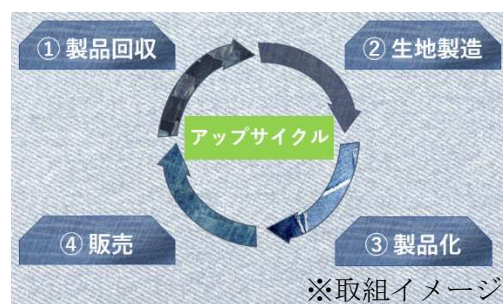 ① 製品回収
② 生地製造
アップサイクル
④ 販売
③ 製品化
※取組イメージ